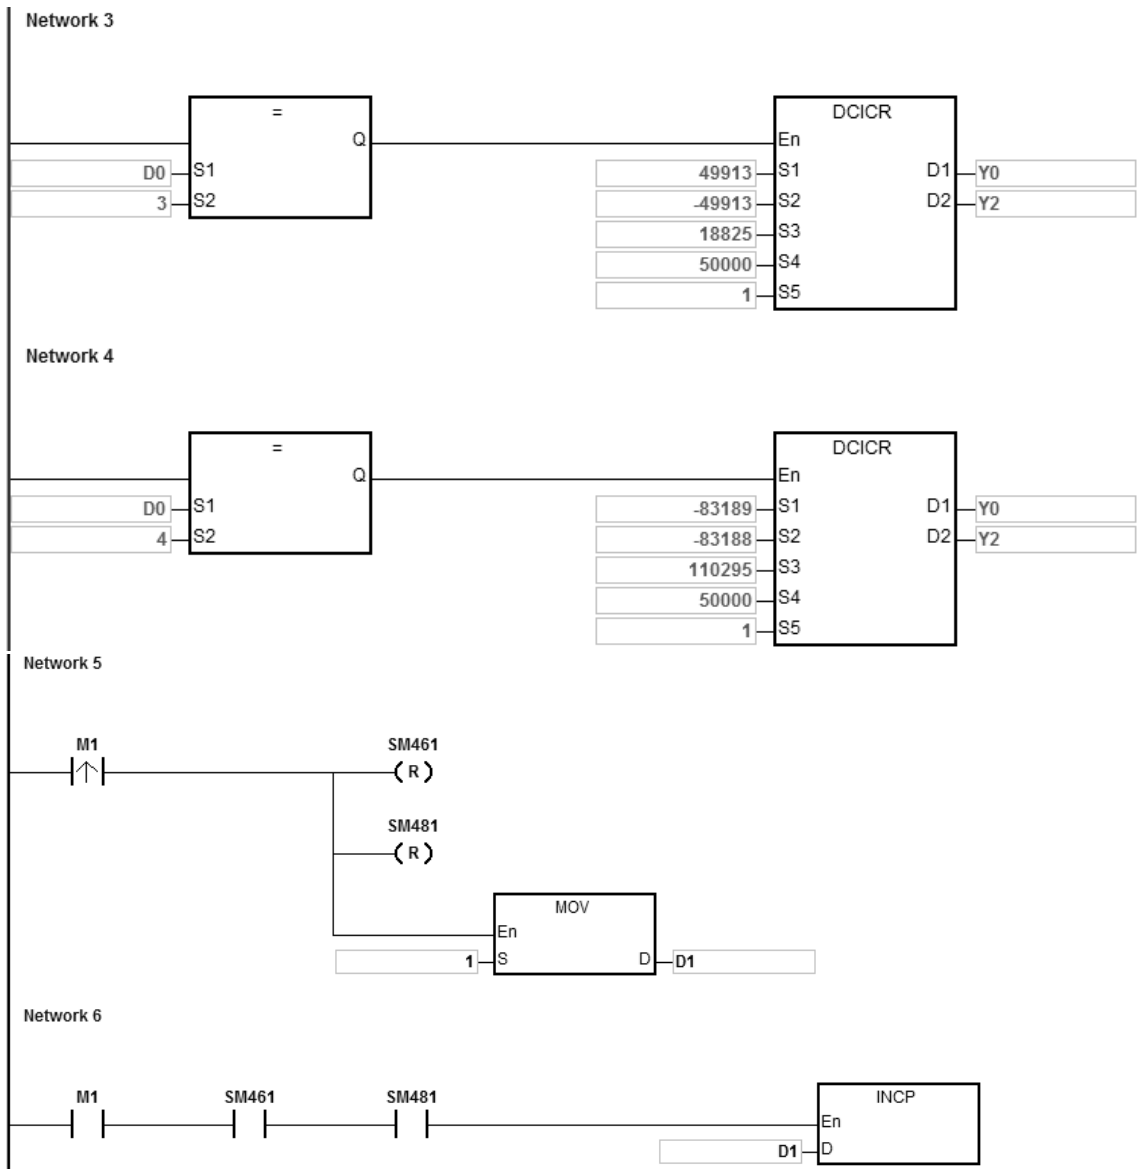 Network 3
=
DCICR
Q
En
D0 S1
49913 S1 D1 Y0
3 S2
-49913 S2 D2 Y2
18825 S3
50000 S4
1 S5
Network 4
=
DCICR
Q
En
D0 S1
-83189 S1 D1 Y0
4 S2
-83188 S2 D2 Y2
110295 S3
50000 S4
1 S5
Network 5
M1 SM461
R
SM481
R
MOV
En
1 S D D1
Network 6
M1 SM461 SM481
INCP
En
D1 D